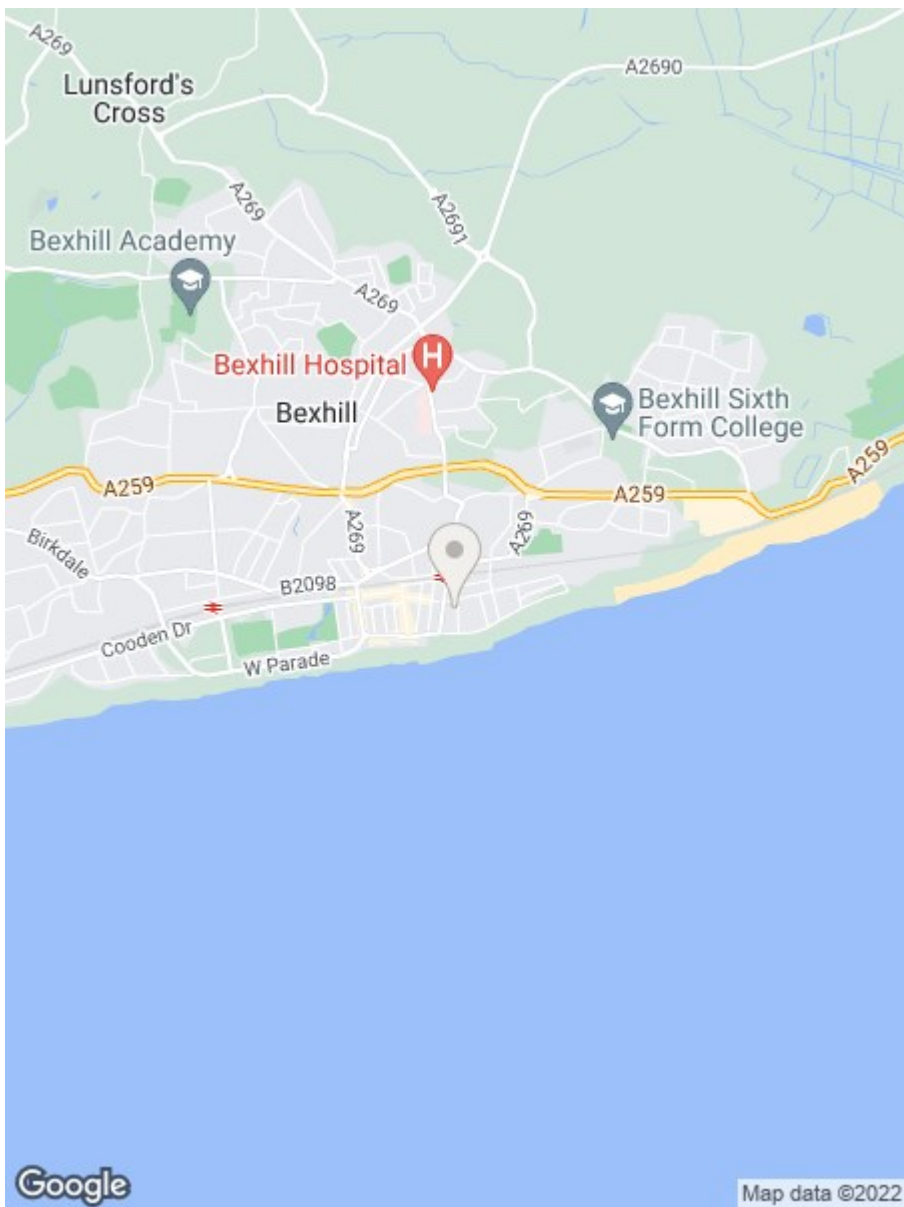 A269
A2690
Lunsford's
Cross
A269
A2691
Bexhill Academy
A269
Bexhill Hospital
H
Bexhill
Bexhill Sixth
Form College
A259
A259
A259
Birkdale
A269
A269
B2098
Cooden Dr
W Parade
Google
Map data ©2022